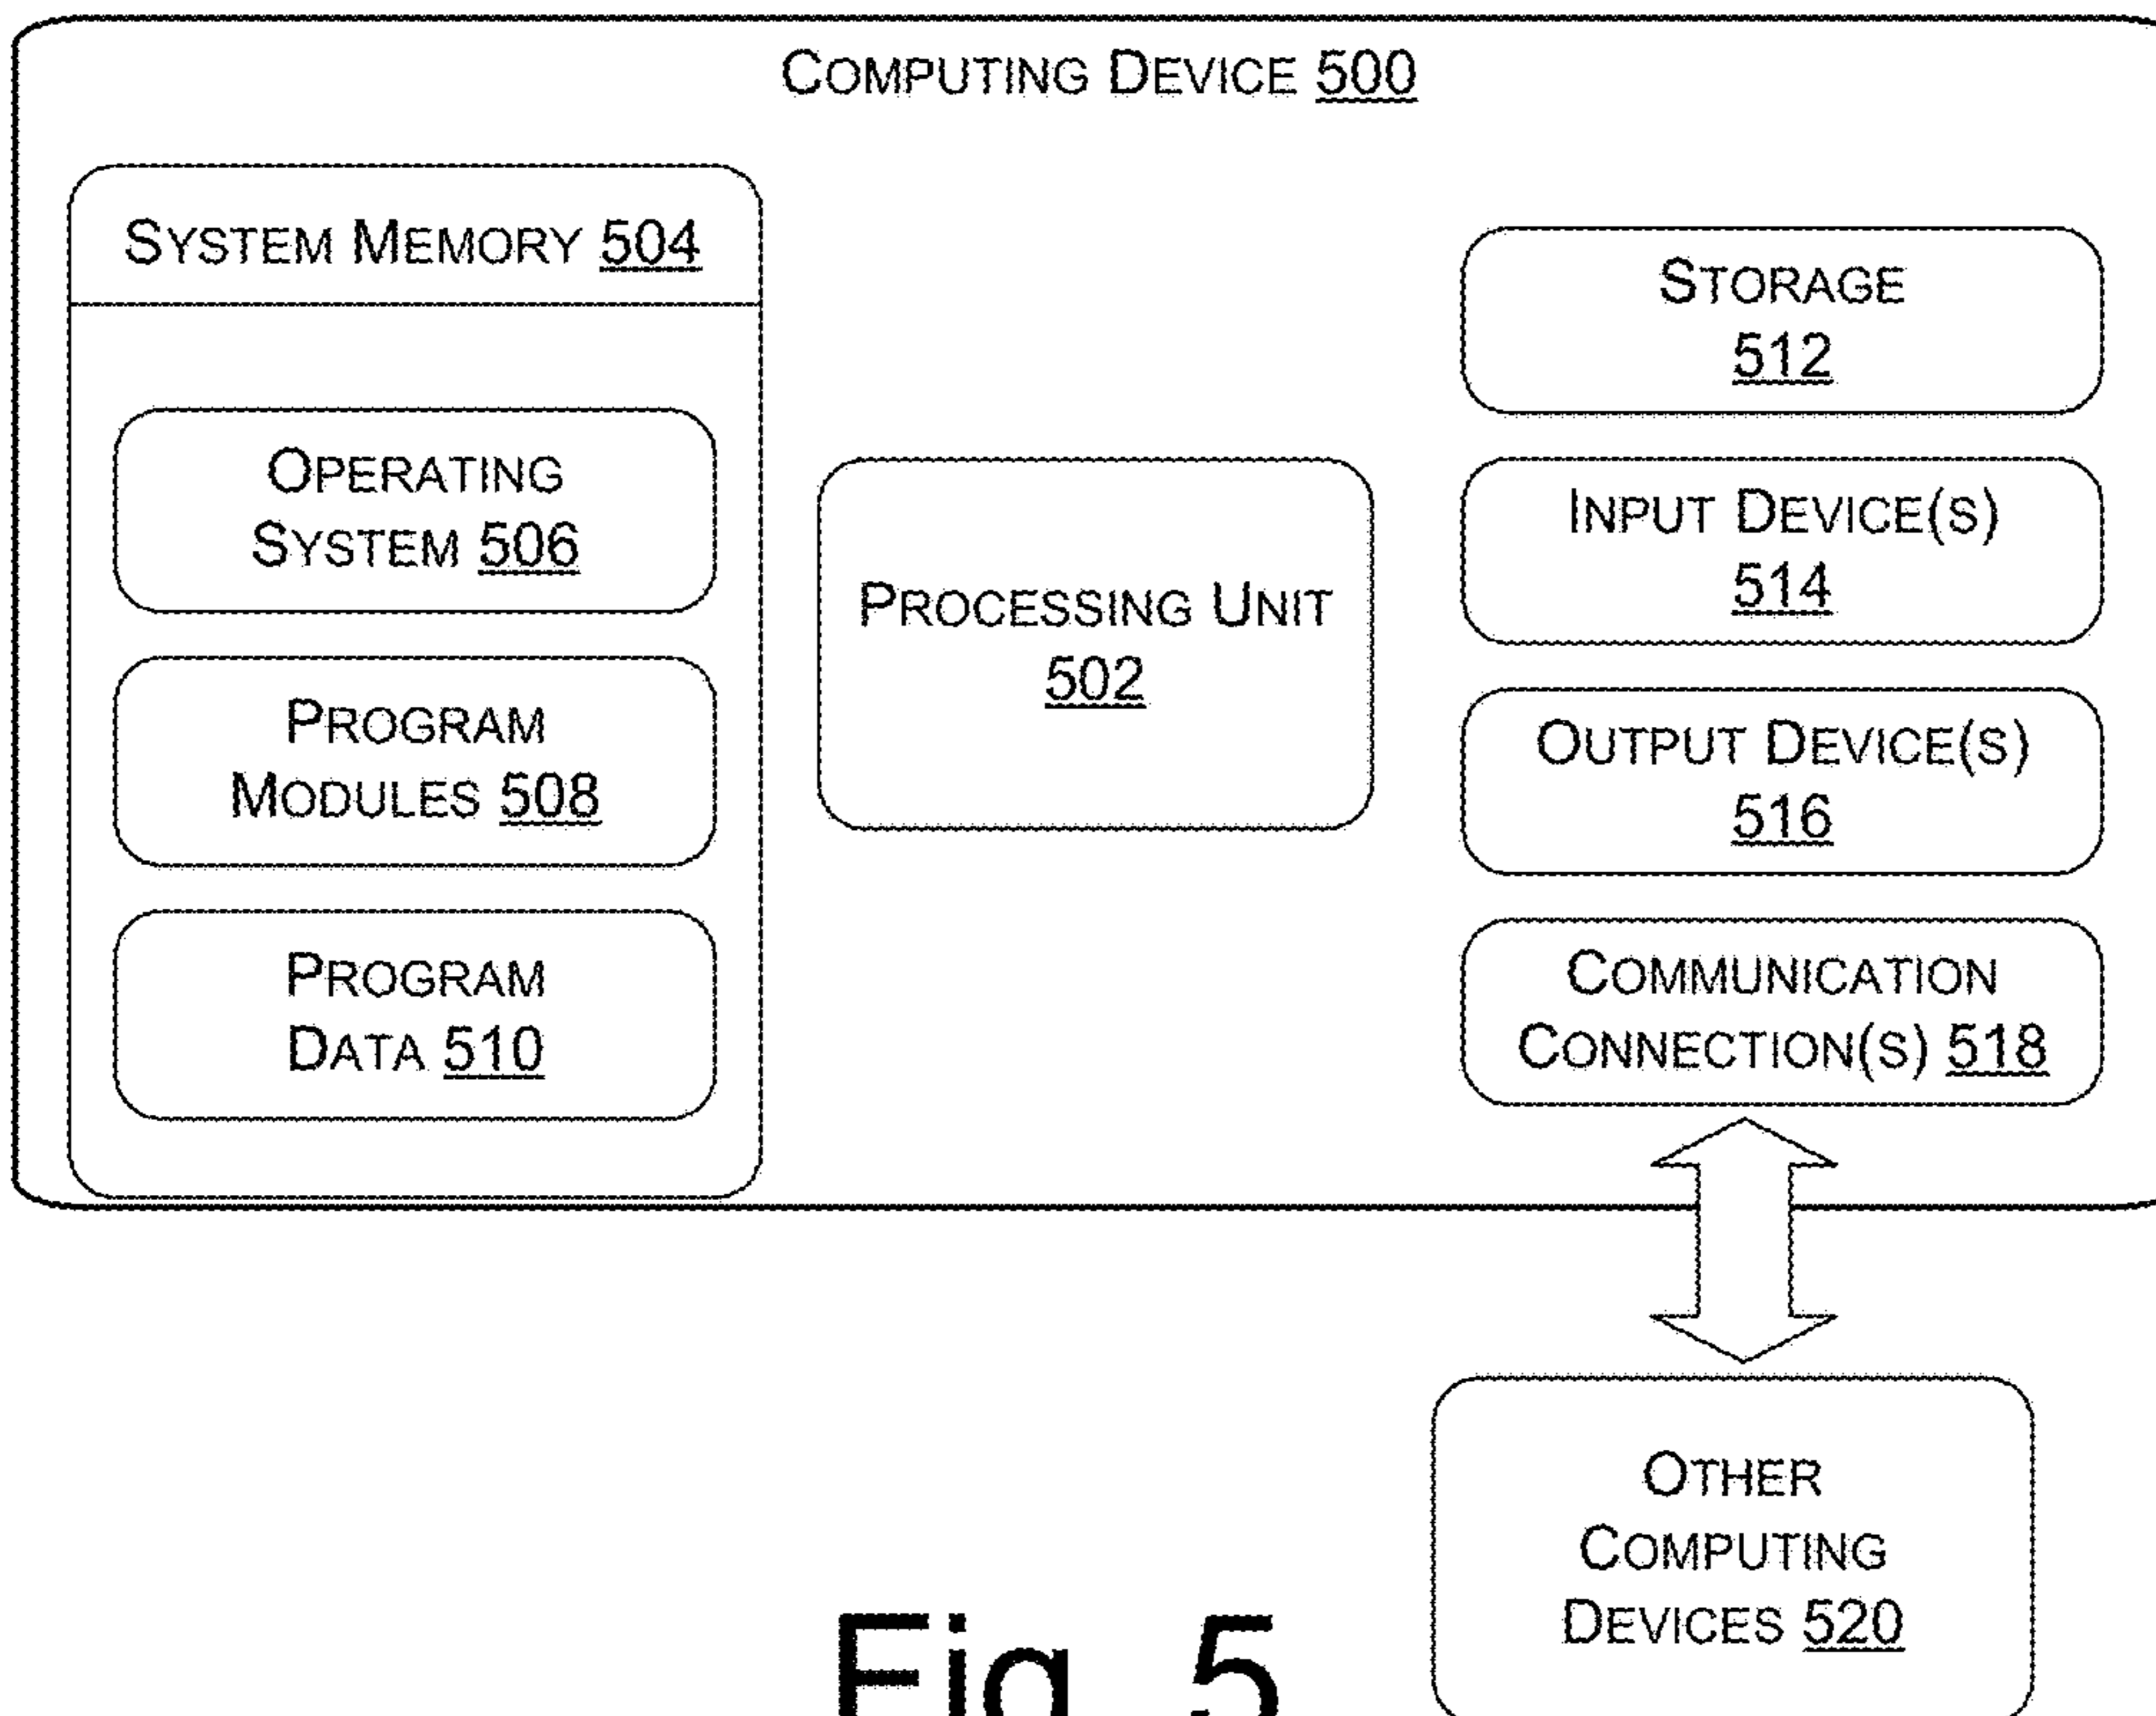 COMPUTING DEVICE 500
SYSTEM MEMORY 504
OPERATING
SYSTEM 506
PROGRAM
MODULES 508
PROGRAM
DATA 510
PROCESSING UNIT
502
STORAGE
512
INPUT DEVICE(S)
514
OUTPUT DEVICE(S)
516
COMMUNICATION
CONNECTION(S) 518
OTHER
COMPUTING
DEVICES 520
Fig. 5